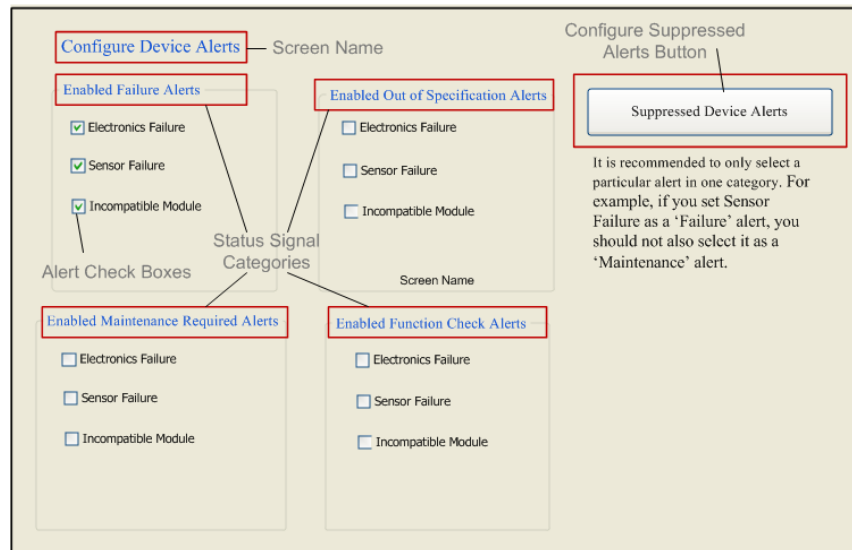 Configure Device Alerts
Screen Name
Configure Suppressed
Alerts Button
Enabled Failure Alerts
Electronics Failure
Sensor Failure
Incompatible Module
Alert Check Boxes
Status Signal
Categories
Enabled Out of Specification Alerts
Electronics Failure
Sensor Failure
Incompatible Module
Screen Name
Suppressed Device Alerts
It is recommended to only select a
particular alert in one category. For
example, if you set Sensor
Failure as a ‘Failure’ alert, you
should not also select it as a
‘Maintenance’ alert.
Enabled Maintenance Required Alerts
Electronics Failure
Sensor Failure
Incompatible Module
Enabled Function Check Alerts
Electronics Failure
Sensor Failure
Incompatible Module